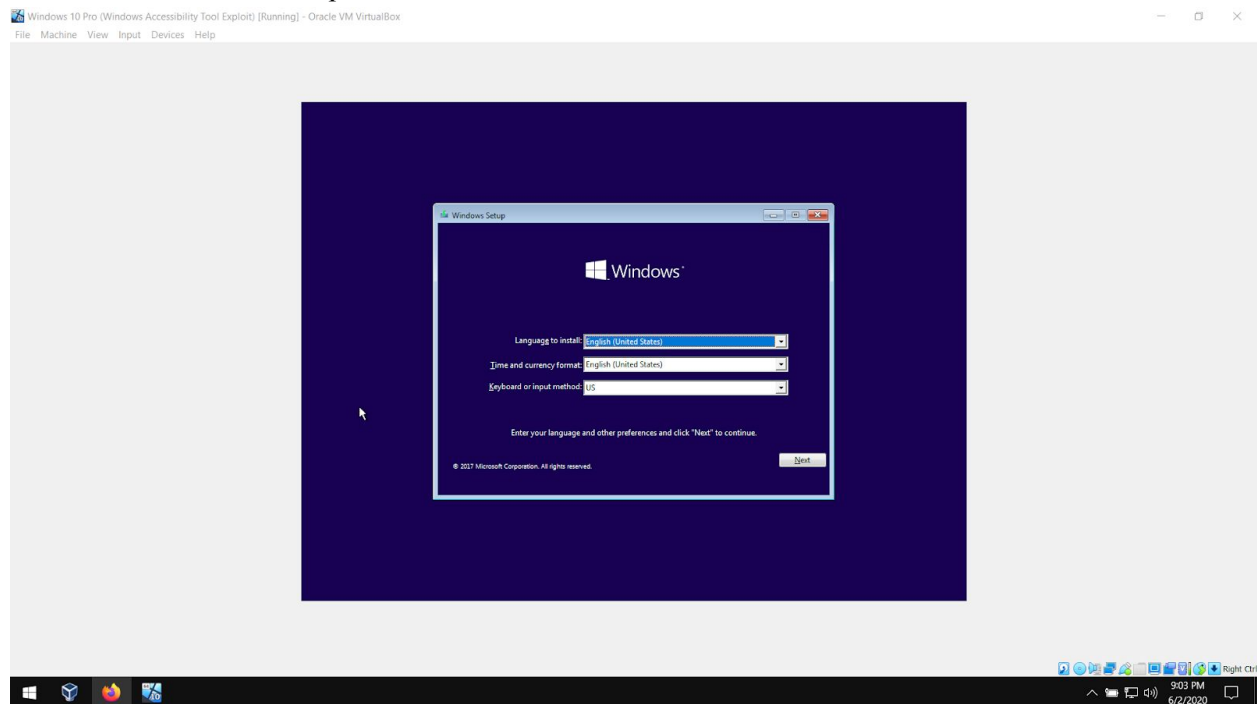 Windows 10 Pro (Windows Accessibility Tool Exploit) [Running] - Oracle VM VirtualBox
File Machine View Input Devices Help
Windows Setup
Windows
Language to install: English (United States)
Time and currency format: English (United States)
Keyboard or input method: US
Enter your language and other preferences and click "Next" to continue.
© 2017 Microsoft Corporation. All rights reserved.
Next
Right Ctrl
9:03 PM
6/2/2020